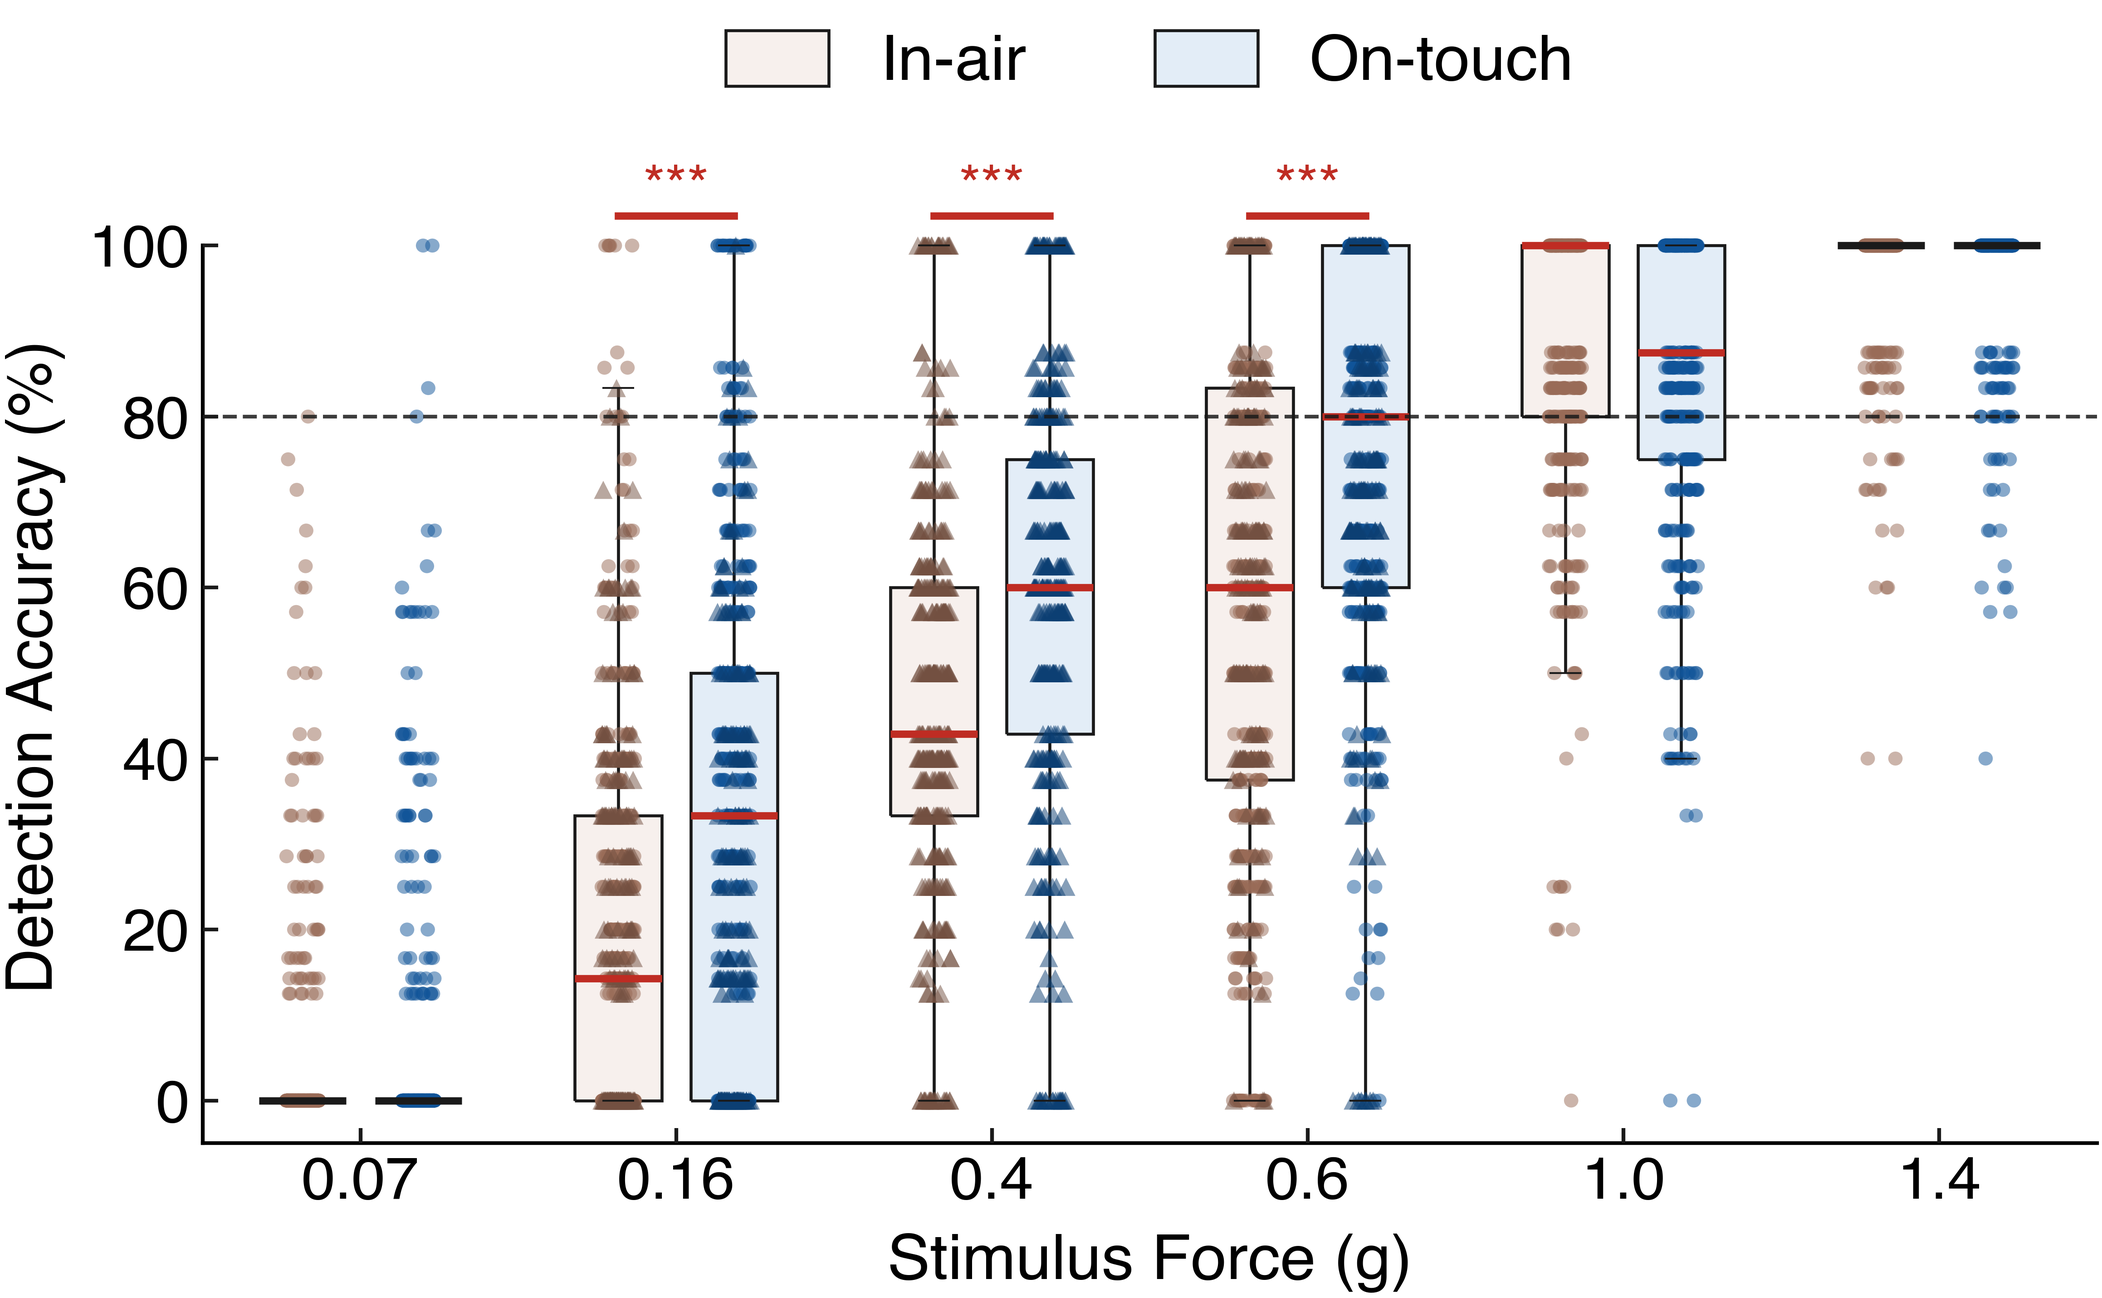 In-air On-touch
*** *** ***
100
80
60
40
20
0
Detection Accuracy (%)
0.07 0.16 0.4 0.6 1.0 1.4
Stimulus Force (g)